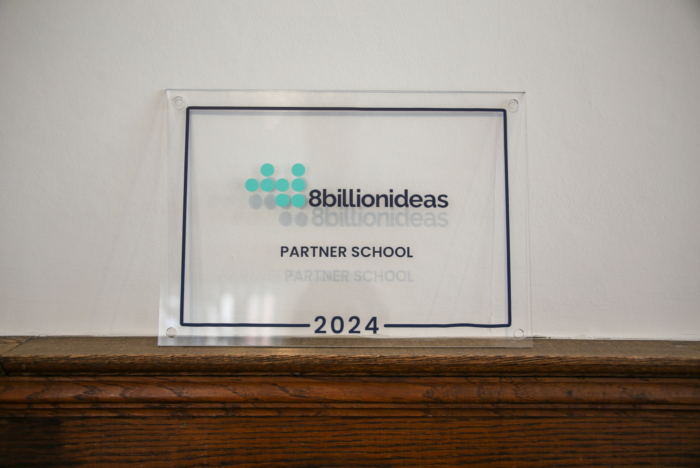 8billionideas
PARTNER SCHOOL
2024